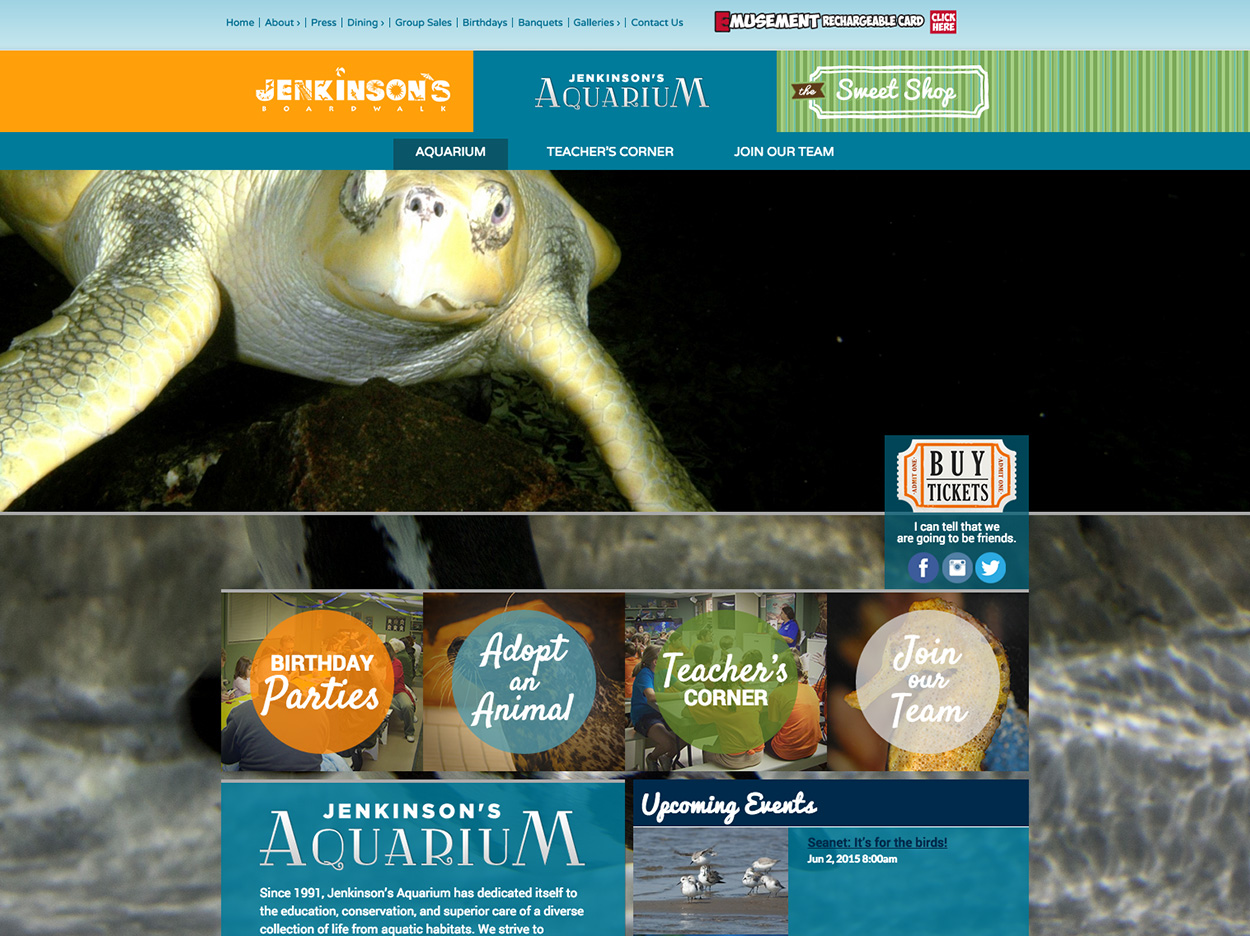 Home | About › | Press | Dining › | Group Sales | Birthdays | Banquets | Galleries › | Contact Us
EMUSEMENT RECHARGEABLE CARD CLICK HERE
JENKINSON'S
BOARDWALK
JENKINSON'S
AQUARIUM
the Sweet Shop
AQUARIUM
TEACHER'S CORNER
JOIN OUR TEAM
ADMIT ONE
BUY
TICKETS
ADMIT ONE
I can tell that we
are going to be friends.
BIRTHDAY
Parties
Adopt
an
Animal
Teacher's
CORNER
Join
our
Team
JENKINSON'S
AQUARIUM
Since 1991, Jenkinson's Aquarium has dedicated itself to
the education, conservation, and superior care of a diverse
collection of life from aquatic habitats. We strive to
Upcoming Events
Seanet: It's for the birds!
Jun 2, 2015 8:00am